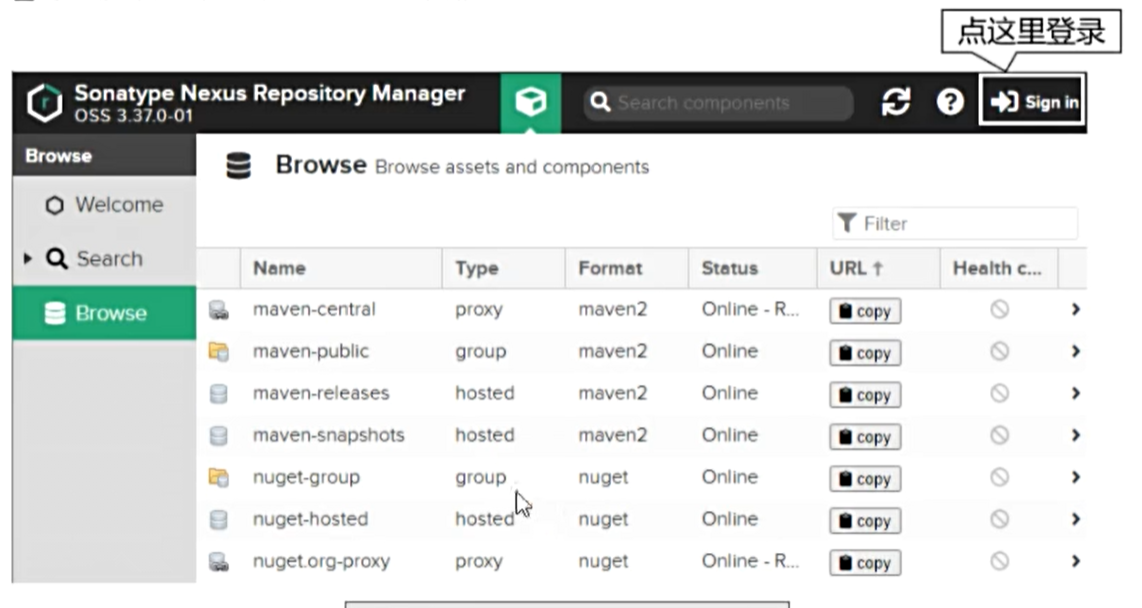 点这里登录
Sonatype Nexus Repository Manager
OSS 3.37.0-01
Search components
Sign in
Browse
Browse Browse assets and components
Welcome
Search
Browse
Filter
Name Type Format Status URL ↑ Health c...
maven-central proxy maven2 Online - R... copy
maven-public group maven2 Online copy
maven-releases hosted maven2 Online copy
maven-snapshots hosted maven2 Online copy
nuget-group group nuget Online copy
nuget-hosted hosted nuget Online copy
nuget.org-proxy proxy nuget Online - R... copy